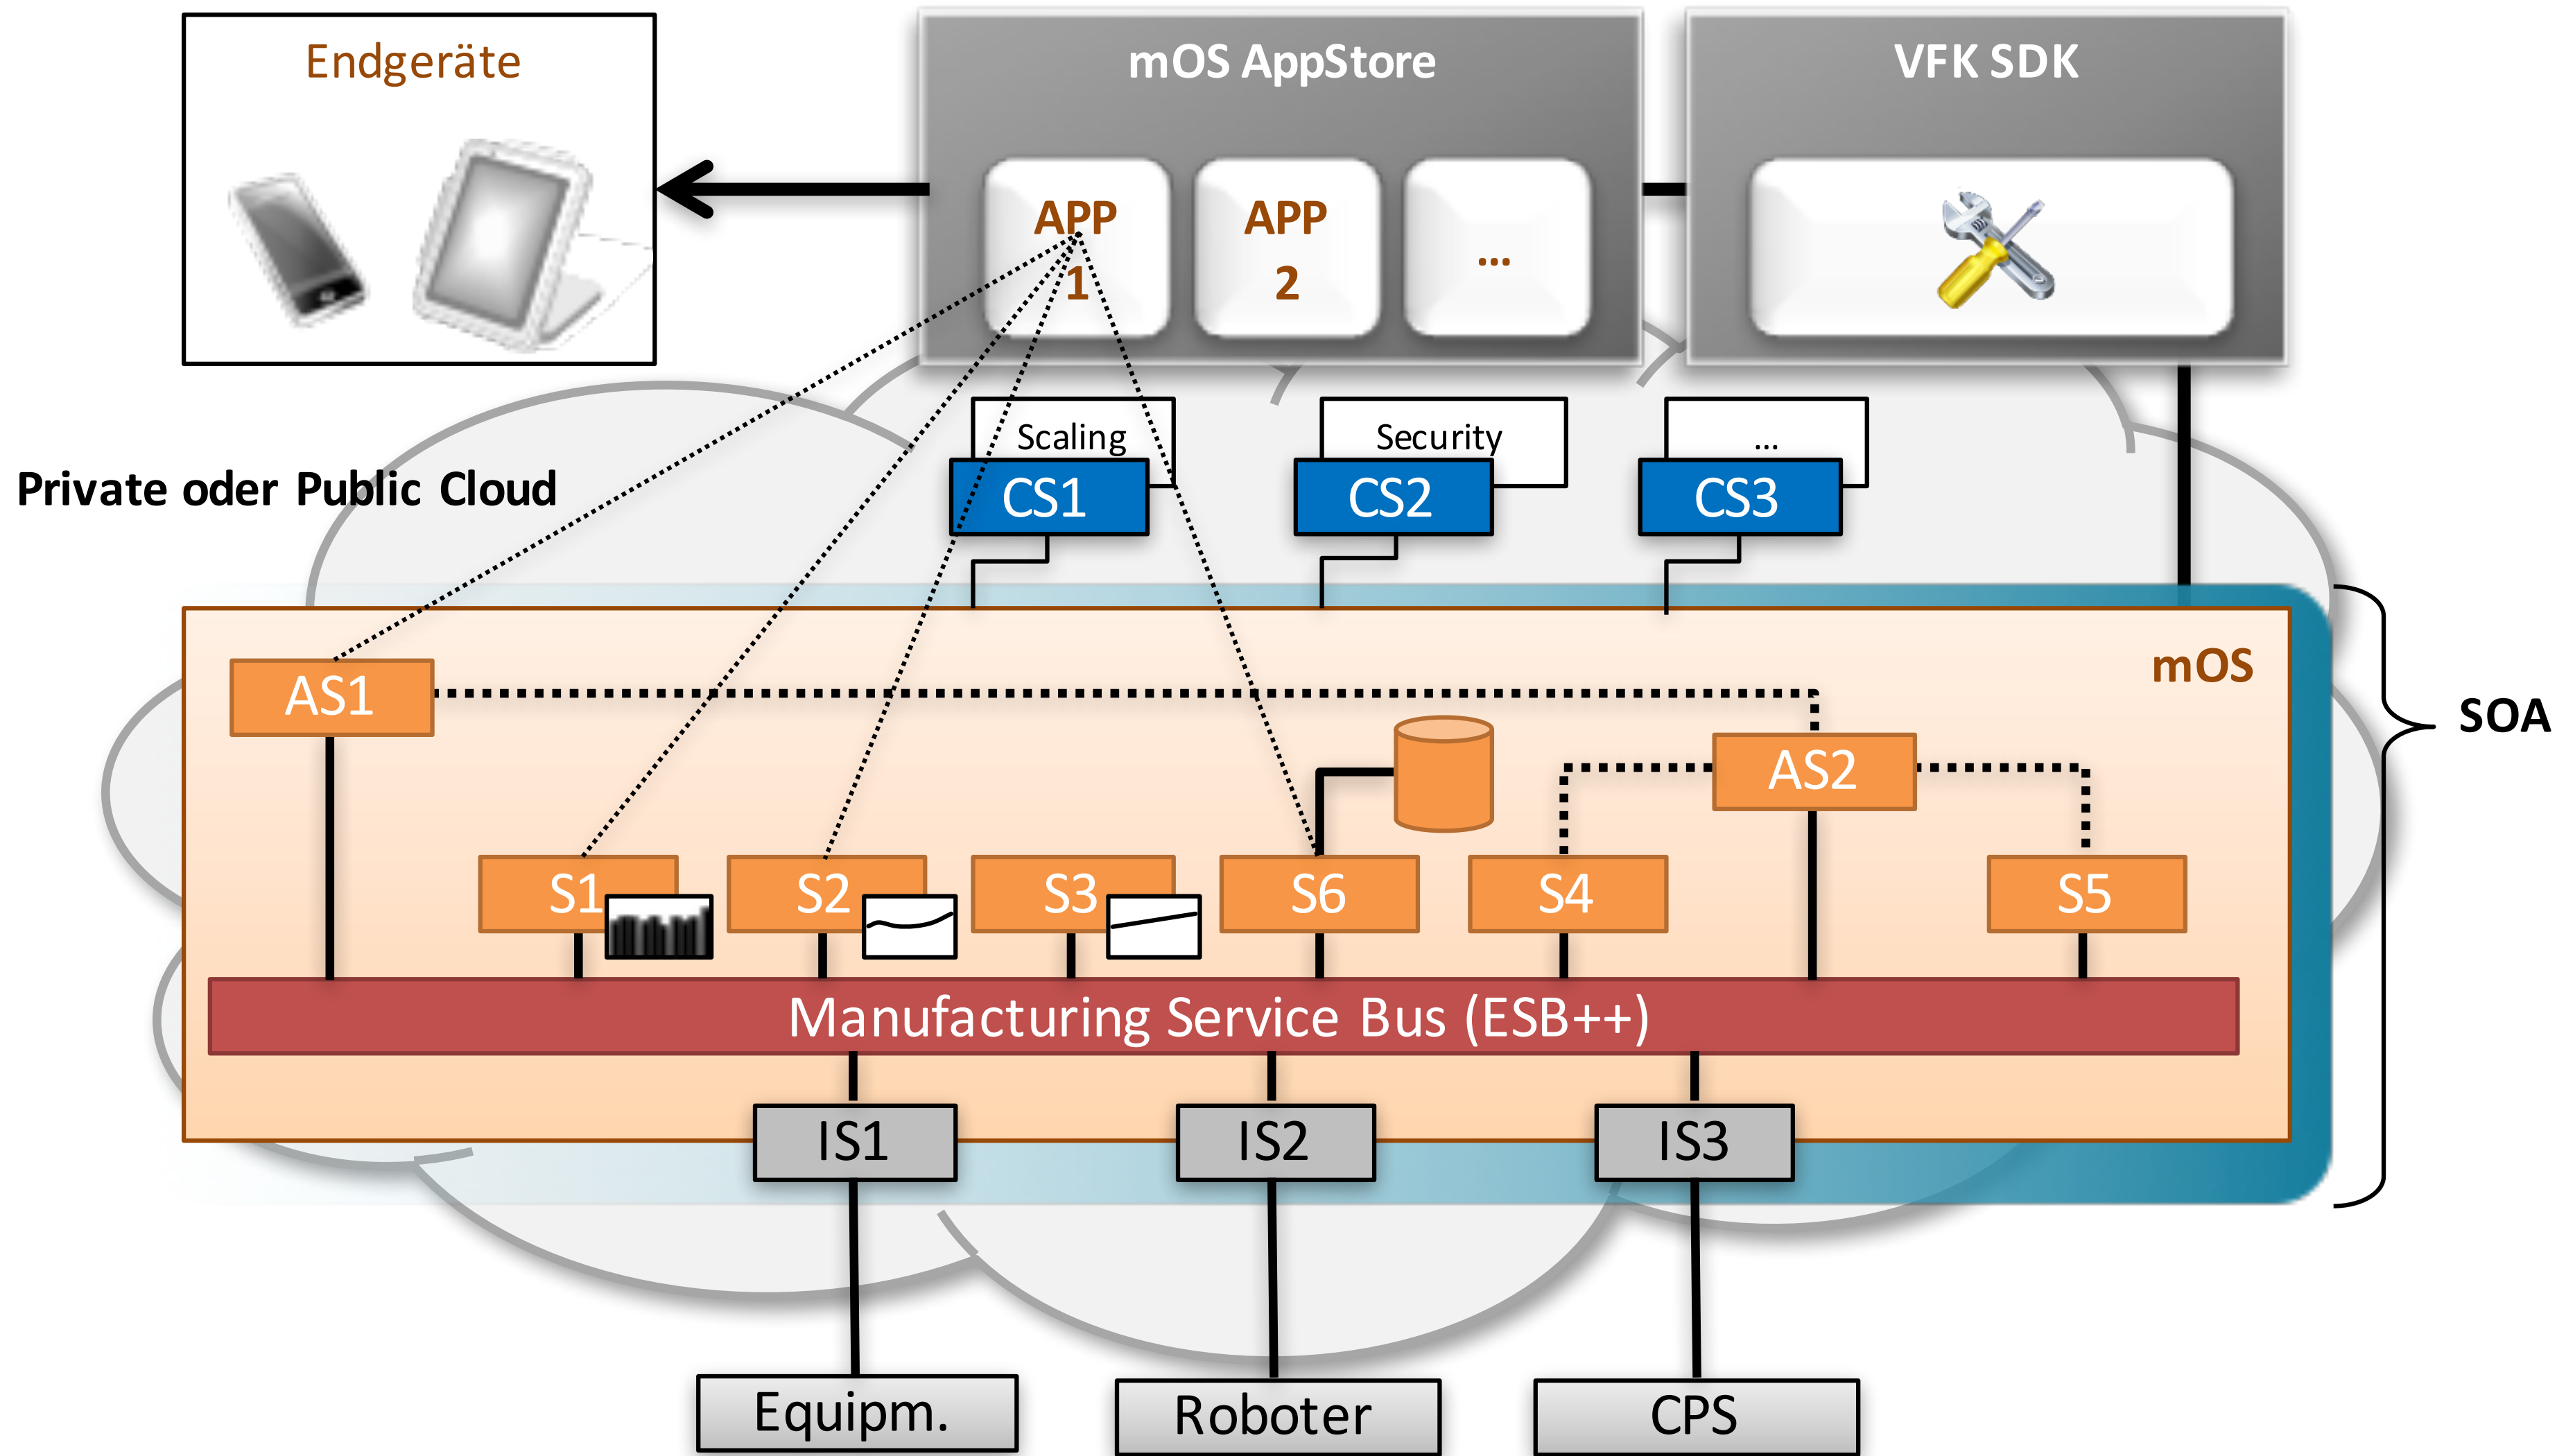 Endgeräte
mOS AppStore
VFK SDK
APP
1
APP
2
...
Scaling
Security
...
Private oder Public Cloud
CS1
CS2
CS3
mOS
AS1
SOA
AS2
S1
S2
S3
S6
S4
S5
Manufacturing Service Bus (ESB++)
IS1
IS2
IS3
Equipm.
Roboter
CPS